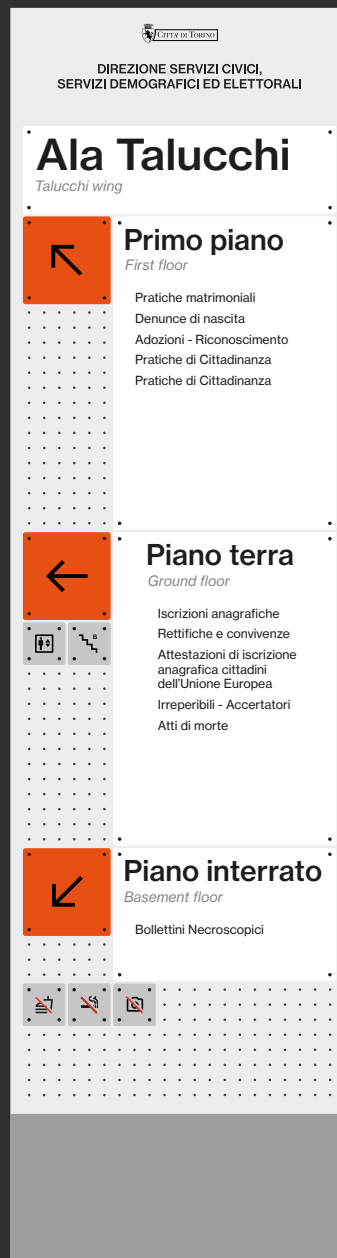 CITTA DI TORINO
DIREZIONE SERVIZI CIVICI,
SERVIZI DEMOGRAFICI ED ELETTORALI
Ala Talucchi
Talucchi wing
Primo piano
First floor
Pratiche matrimoniali
Denunce di nascita
Adozioni - Riconoscimento
Pratiche di Cittadinanza
Pratiche di Cittadinanza
Piano terra
Ground floor
B
Iscrizioni anagrafiche
Rettifiche e convivenze
Attestazioni di iscrizione
anagrafica cittadini
dell'Unione Europea
Irreperibili - Accertatori
Atti di morte
Piano interrato
Basement floor
Bollettini Necroscopici